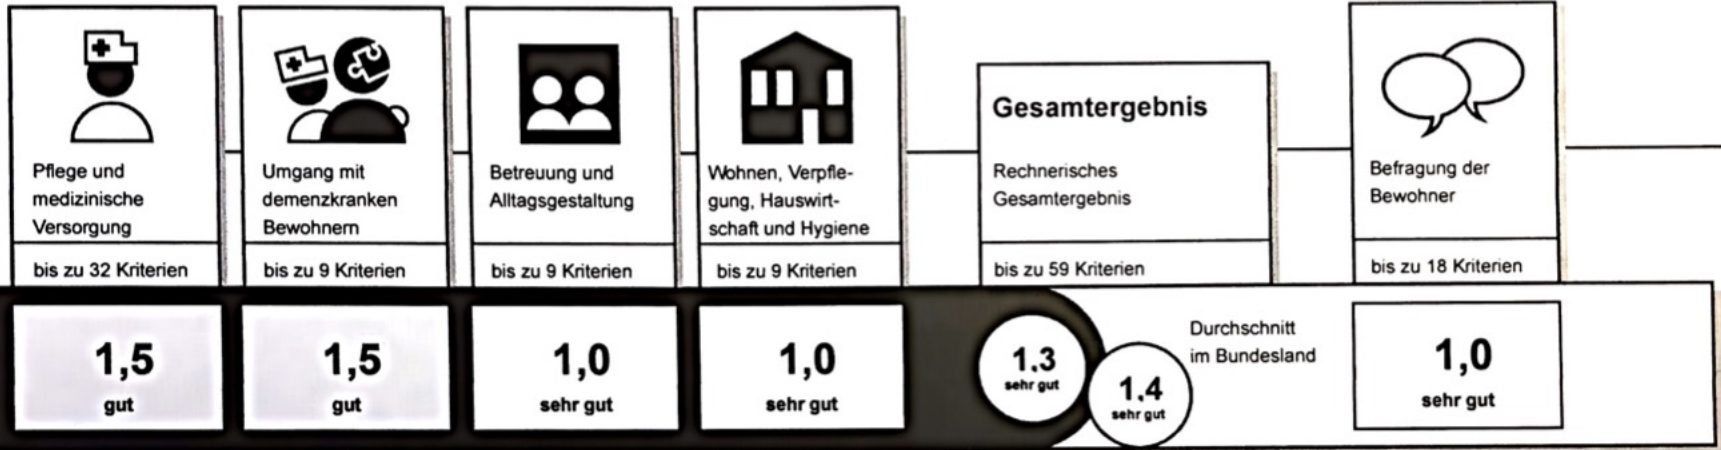 Pflege und
medizinische
Versorgung
bis zu 32 Kriterien
1,5
gut
Umgang mit
demenzkranken
Bewohnern
bis zu 9 Kriterien
1,5
gut
Betreuung und
Alltagsgestaltung
bis zu 9 Kriterien
1,0
sehr gut
Wohnen, Verpfle-
gung, Hauswirt-
schaft und Hygiene
bis zu 9 Kriterien
1,0
sehr gut
Gesamtergebnis
Rechnerisches
Gesamtergebnis
bis zu 59 Kriterien
1.3
sehr gut
1.4
sehr gut
Durchschnitt
im Bundesland
Befragung der
Bewohner
bis zu 18 Kriterien
1,0
sehr gut